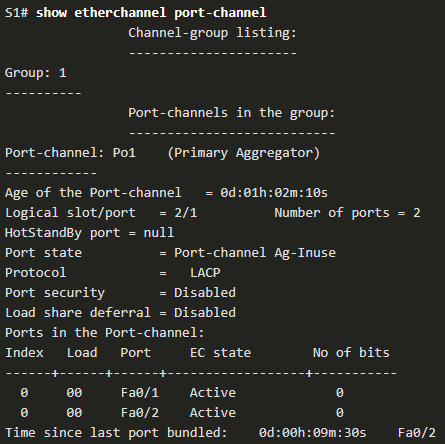 S1# show etherchannel port-channel
Channel-group listing:
----------------------
Group: 1
----------
Port-channels in the group:
---------------------------
Port-channel: Po1    (Primary Aggregator)
------------
Age of the Port-channel   = 0d:01h:02m:10s
Logical slot/port   = 2/1          Number of ports = 2
HotStandBy port = null
Port state          = Port-channel Ag-Inuse
Protocol            =   LACP
Port security       = Disabled
Load share deferral = Disabled
Ports in the Port-channel:
Index   Load   Port     EC state        No of bits
------+------+------+------------------+-----------
  0     00     Fa0/1    Active             0
  0     00     Fa0/2    Active             0
Time since last port bundled:    0d:00h:09m:30s    Fa0/2